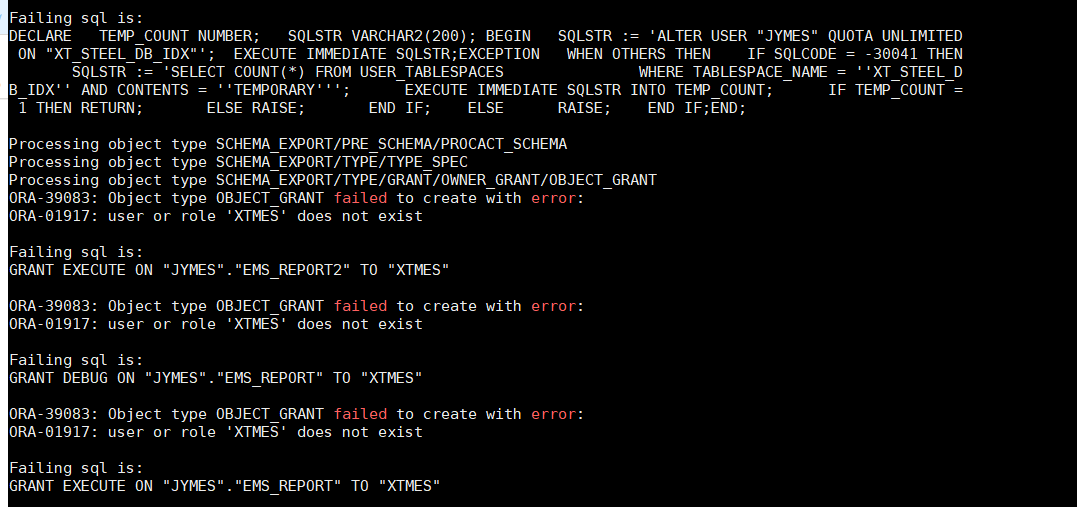 Failing sql is:
DECLARE   TEMP_COUNT NUMBER;   SQLSTR VARCHAR2(200); BEGIN   SQLSTR := 'ALTER USER "JYMES" QUOTA UNLIMITED
 ON "XT_STEEL_DB_IDX"';  EXECUTE IMMEDIATE SQLSTR;EXCEPTION   WHEN OTHERS THEN    IF SQLCODE = -30041 THEN
       SQLSTR := 'SELECT COUNT(*) FROM USER_TABLESPACES               WHERE TABLESPACE_NAME = ''XT_STEEL_D
B_IDX'' AND CONTENTS = ''TEMPORARY''';      EXECUTE IMMEDIATE SQLSTR INTO TEMP_COUNT;      IF TEMP_COUNT =
 1 THEN RETURN;       ELSE RAISE;       END IF;    ELSE      RAISE;    END IF;END;
Processing object type SCHEMA_EXPORT/PRE_SCHEMA/PROCACT_SCHEMA
Processing object type SCHEMA_EXPORT/TYPE/TYPE_SPEC
Processing object type SCHEMA_EXPORT/TYPE/GRANT/OWNER_GRANT/OBJECT_GRANT
ORA-39083: Object type OBJECT_GRANT failed to create with error:
ORA-01917: user or role 'XTMES' does not exist
Failing sql is:
GRANT EXECUTE ON "JYMES"."EMS_REPORT2" TO "XTMES"
ORA-39083: Object type OBJECT_GRANT failed to create with error:
ORA-01917: user or role 'XTMES' does not exist
Failing sql is:
GRANT DEBUG ON "JYMES"."EMS_REPORT" TO "XTMES"
ORA-39083: Object type OBJECT_GRANT failed to create with error:
ORA-01917: user or role 'XTMES' does not exist
Failing sql is:
GRANT EXECUTE ON "JYMES"."EMS_REPORT" TO "XTMES"